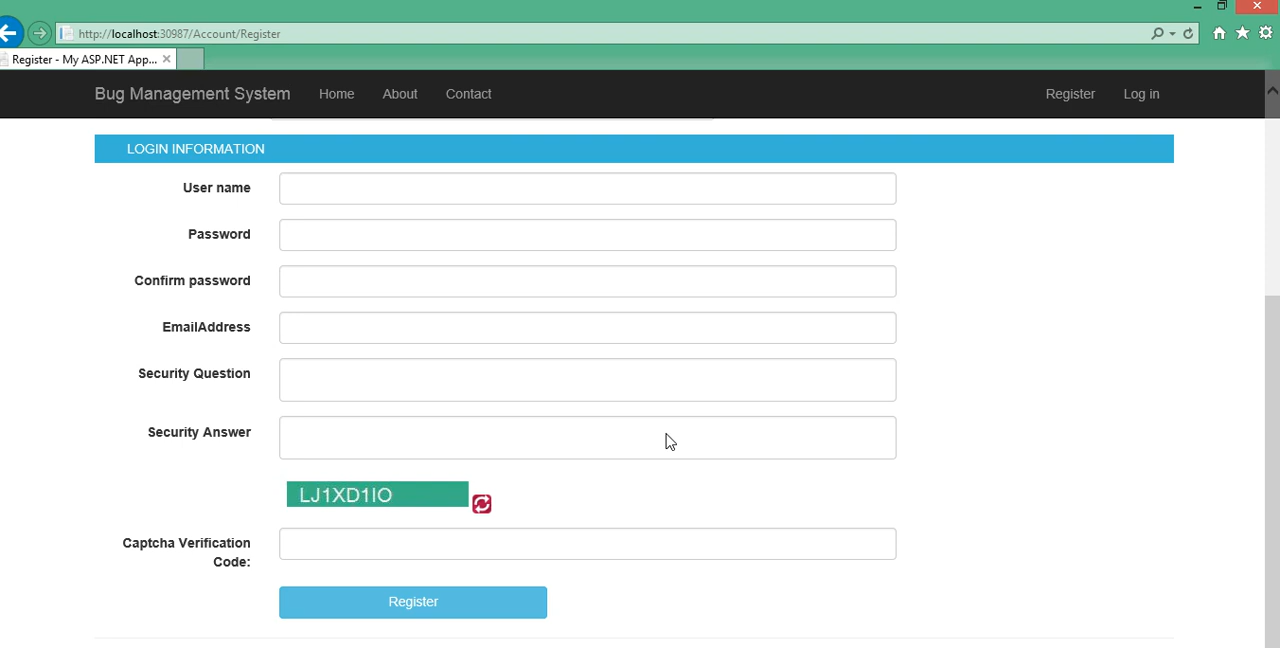 http://localhost:30987/Account/Register
Register - My ASP.NET App...
Bug Management System Home About Contact Register Log in
LOGIN INFORMATION
User name
Password
Confirm password
EmailAddress
Security Question
Security Answer
LJ1XD1IO
Captcha Verification
Code:
Register